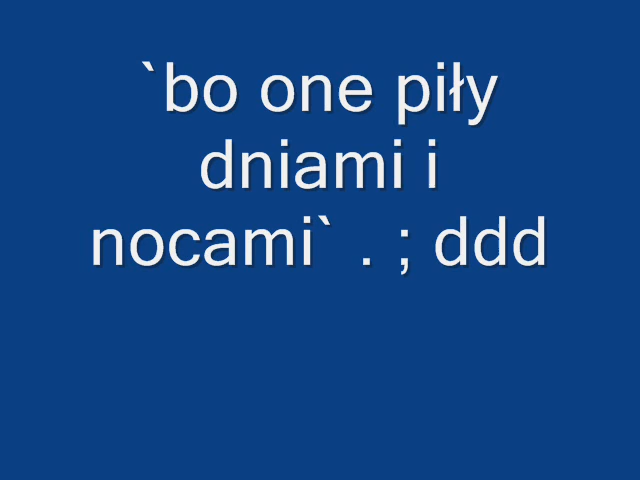 `bo one piły
dniami i
nocami` . ; ddd